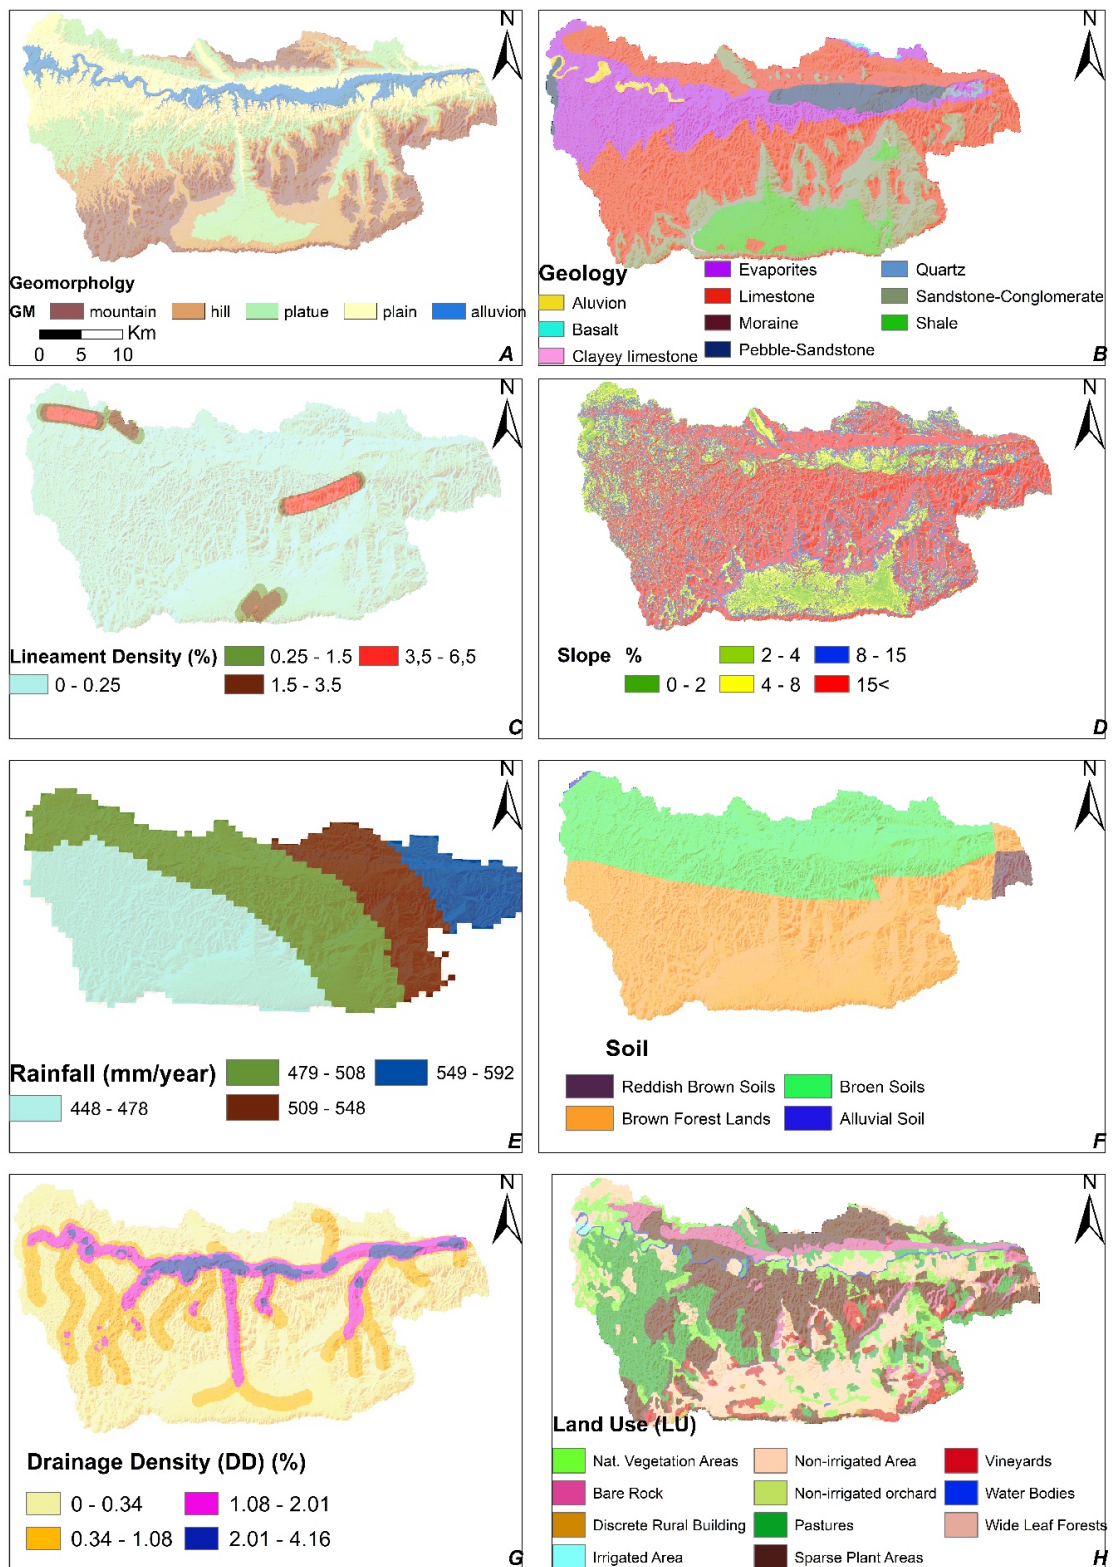 N
Geomorpholgy
GM mountain hill platue plain alluvion
Km
0 5 10
A
N
Geology
Aluvion
Basalt
Clayey limestone
Evaporites
Limestone
Moraine
Pebble-Sandstone
Quartz
Sandstone-Conglomerate
Shale
B
N
Lineament Density (%)
0 - 0.25
0.25 - 1.5
1.5 - 3.5
3,5 - 6,5
C
N
Slope %
0 - 2
2 - 4
4 - 8
8 - 15
15<
D
N
Rainfall (mm/year)
448 - 478
479 - 508
509 - 548
549 - 592
E
N
Soil
Reddish Brown Soils
Brown Forest Lands
Broen Soils
Alluvial Soil
F
N
Drainage Density (DD) (%)
0 - 0.34
0.34 - 1.08
1.08 - 2.01
2.01 - 4.16
G
N
Land Use (LU)
Nat. Vegetation Areas
Bare Rock
Discrete Rural Building
Irrigated Area
Non-irrigated Area
Non-irrigated orchard
Pastures
Sparse Plant Areas
Vineyards
Water Bodies
Wide Leaf Forests
H